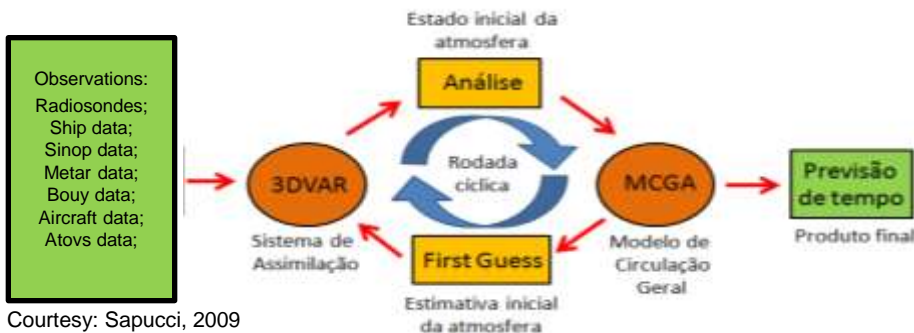 Observations:
Radiosondes;
Ship data;
Sinop data;
Metar data;
Bouy data;
Aircraft data;
Atovs data;
Courtesy: Sapucci, 2009
3DVAR
Sistema de
Assimilação
Estado inicial da
atmosfera
Análise
Rodada
cíclica
First Guess
Estimativa inicial
da atmosfera
MCGA
Modelo de
Circulação
Geral
Previsão
de tempo
Produto final